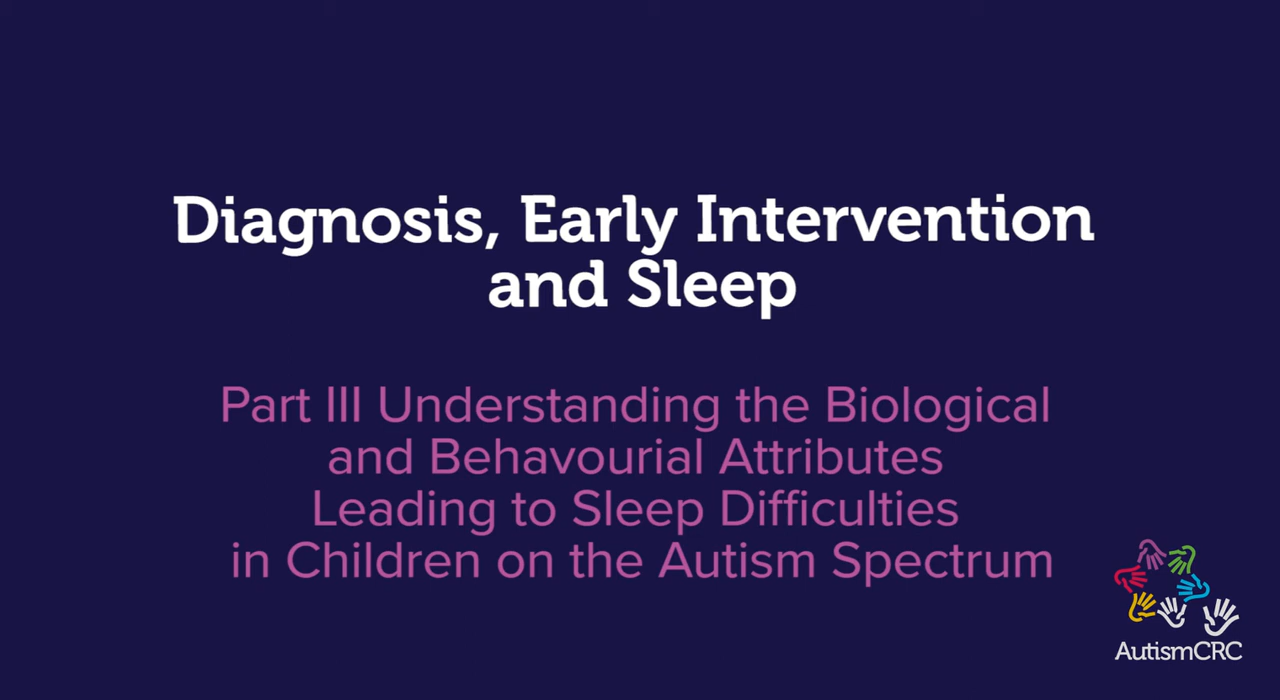 Diagnosis, Early Intervention
and Sleep
Part III Understanding the Biological
and Behavourial Attributes
Leading to Sleep Difficulties
in Children on the Autism Spectrum
AutismCRC